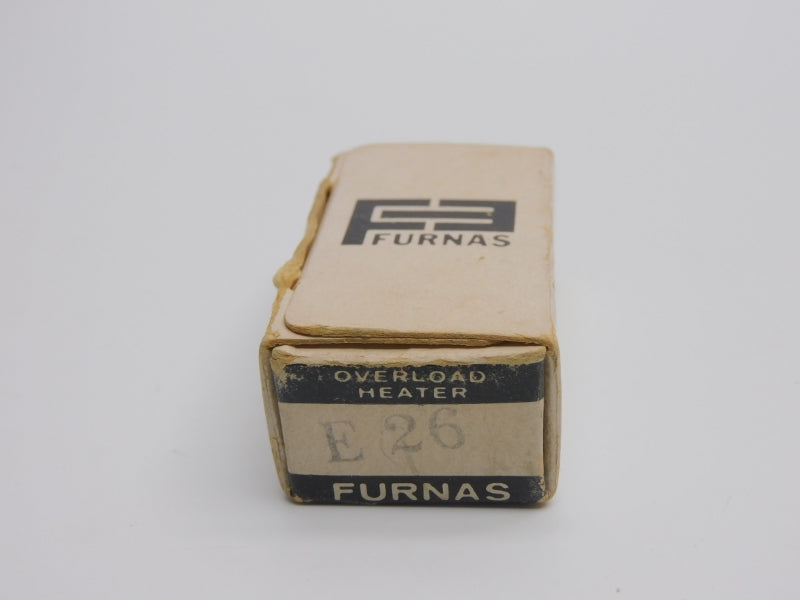 FURNAS
OVERLOAD
HEATER
E 26
FURNAS